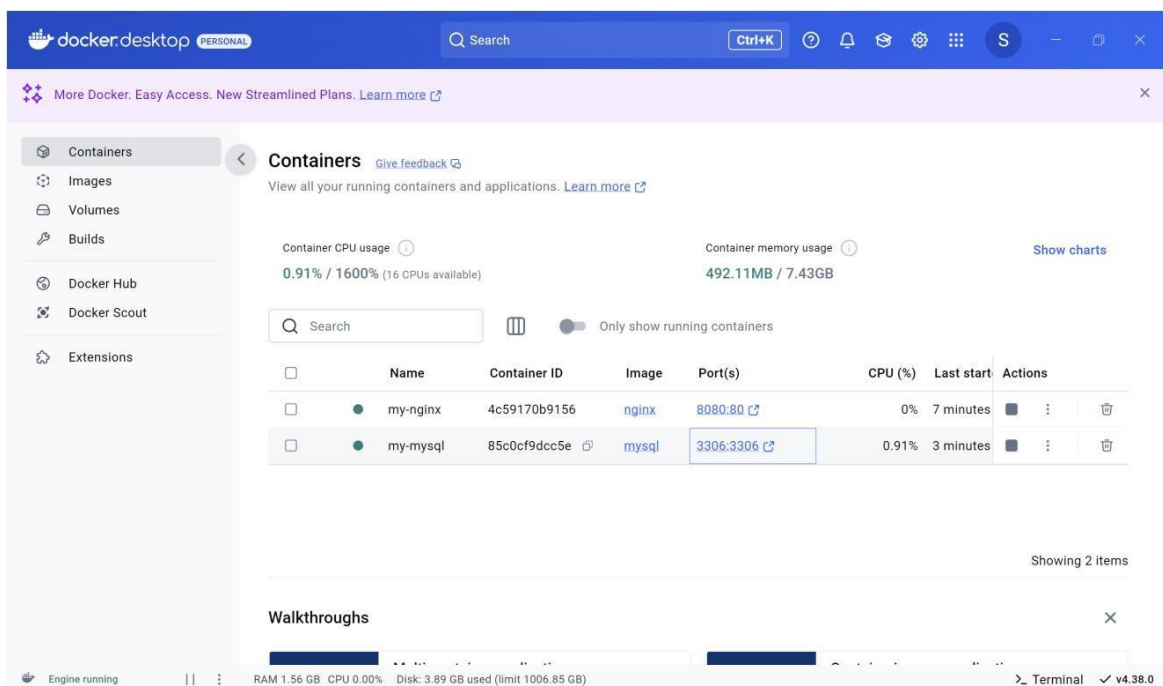 docker.desktop PERSONAL
Search
Ctrl+K
S
More Docker. Easy Access. New Streamlined Plans. Learn more
Containers
Images
Volumes
Builds
Docker Hub
Docker Scout
Extensions
Containers Give feedback
View all your running containers and applications. Learn more
Container CPU usage
0.91% / 1600% (16 CPUs available)
Container memory usage
492.11MB / 7.43GB
Show charts
Search
Only show running containers
Name Container ID Image Port(s) CPU (%) Last start Actions
my-nginx 4c59170b9156 nginx 8080:80 0% 7 minutes
my-mysql 85c0cf9dcc5e mysql 3306:3306 0.91% 3 minutes
Showing 2 items
Walkthroughs
Engine running RAM 1.56 GB CPU 0.00% Disk: 3.89 GB used (limit 1006.85 GB) >_ Terminal v4.38.0